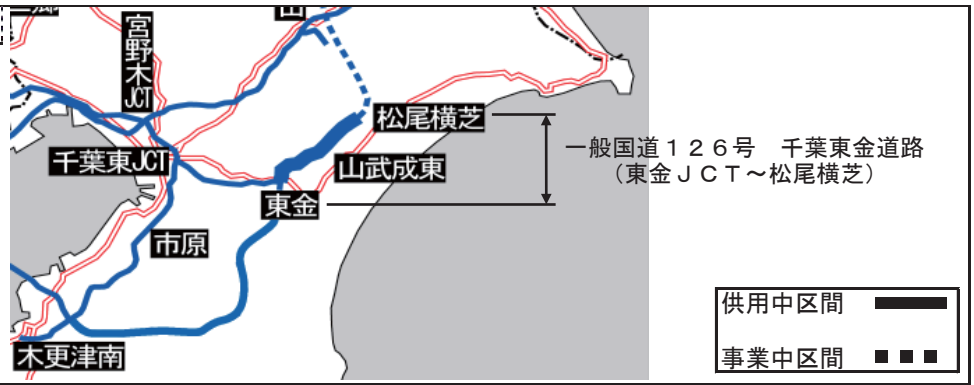 宮野木JCT
松尾横芝
千葉東JCT
山武成東
東金
市原
木更津南
一般国道126号 千葉東金道路
(東金JCT~松尾横芝)
供用中区間
事業中区間